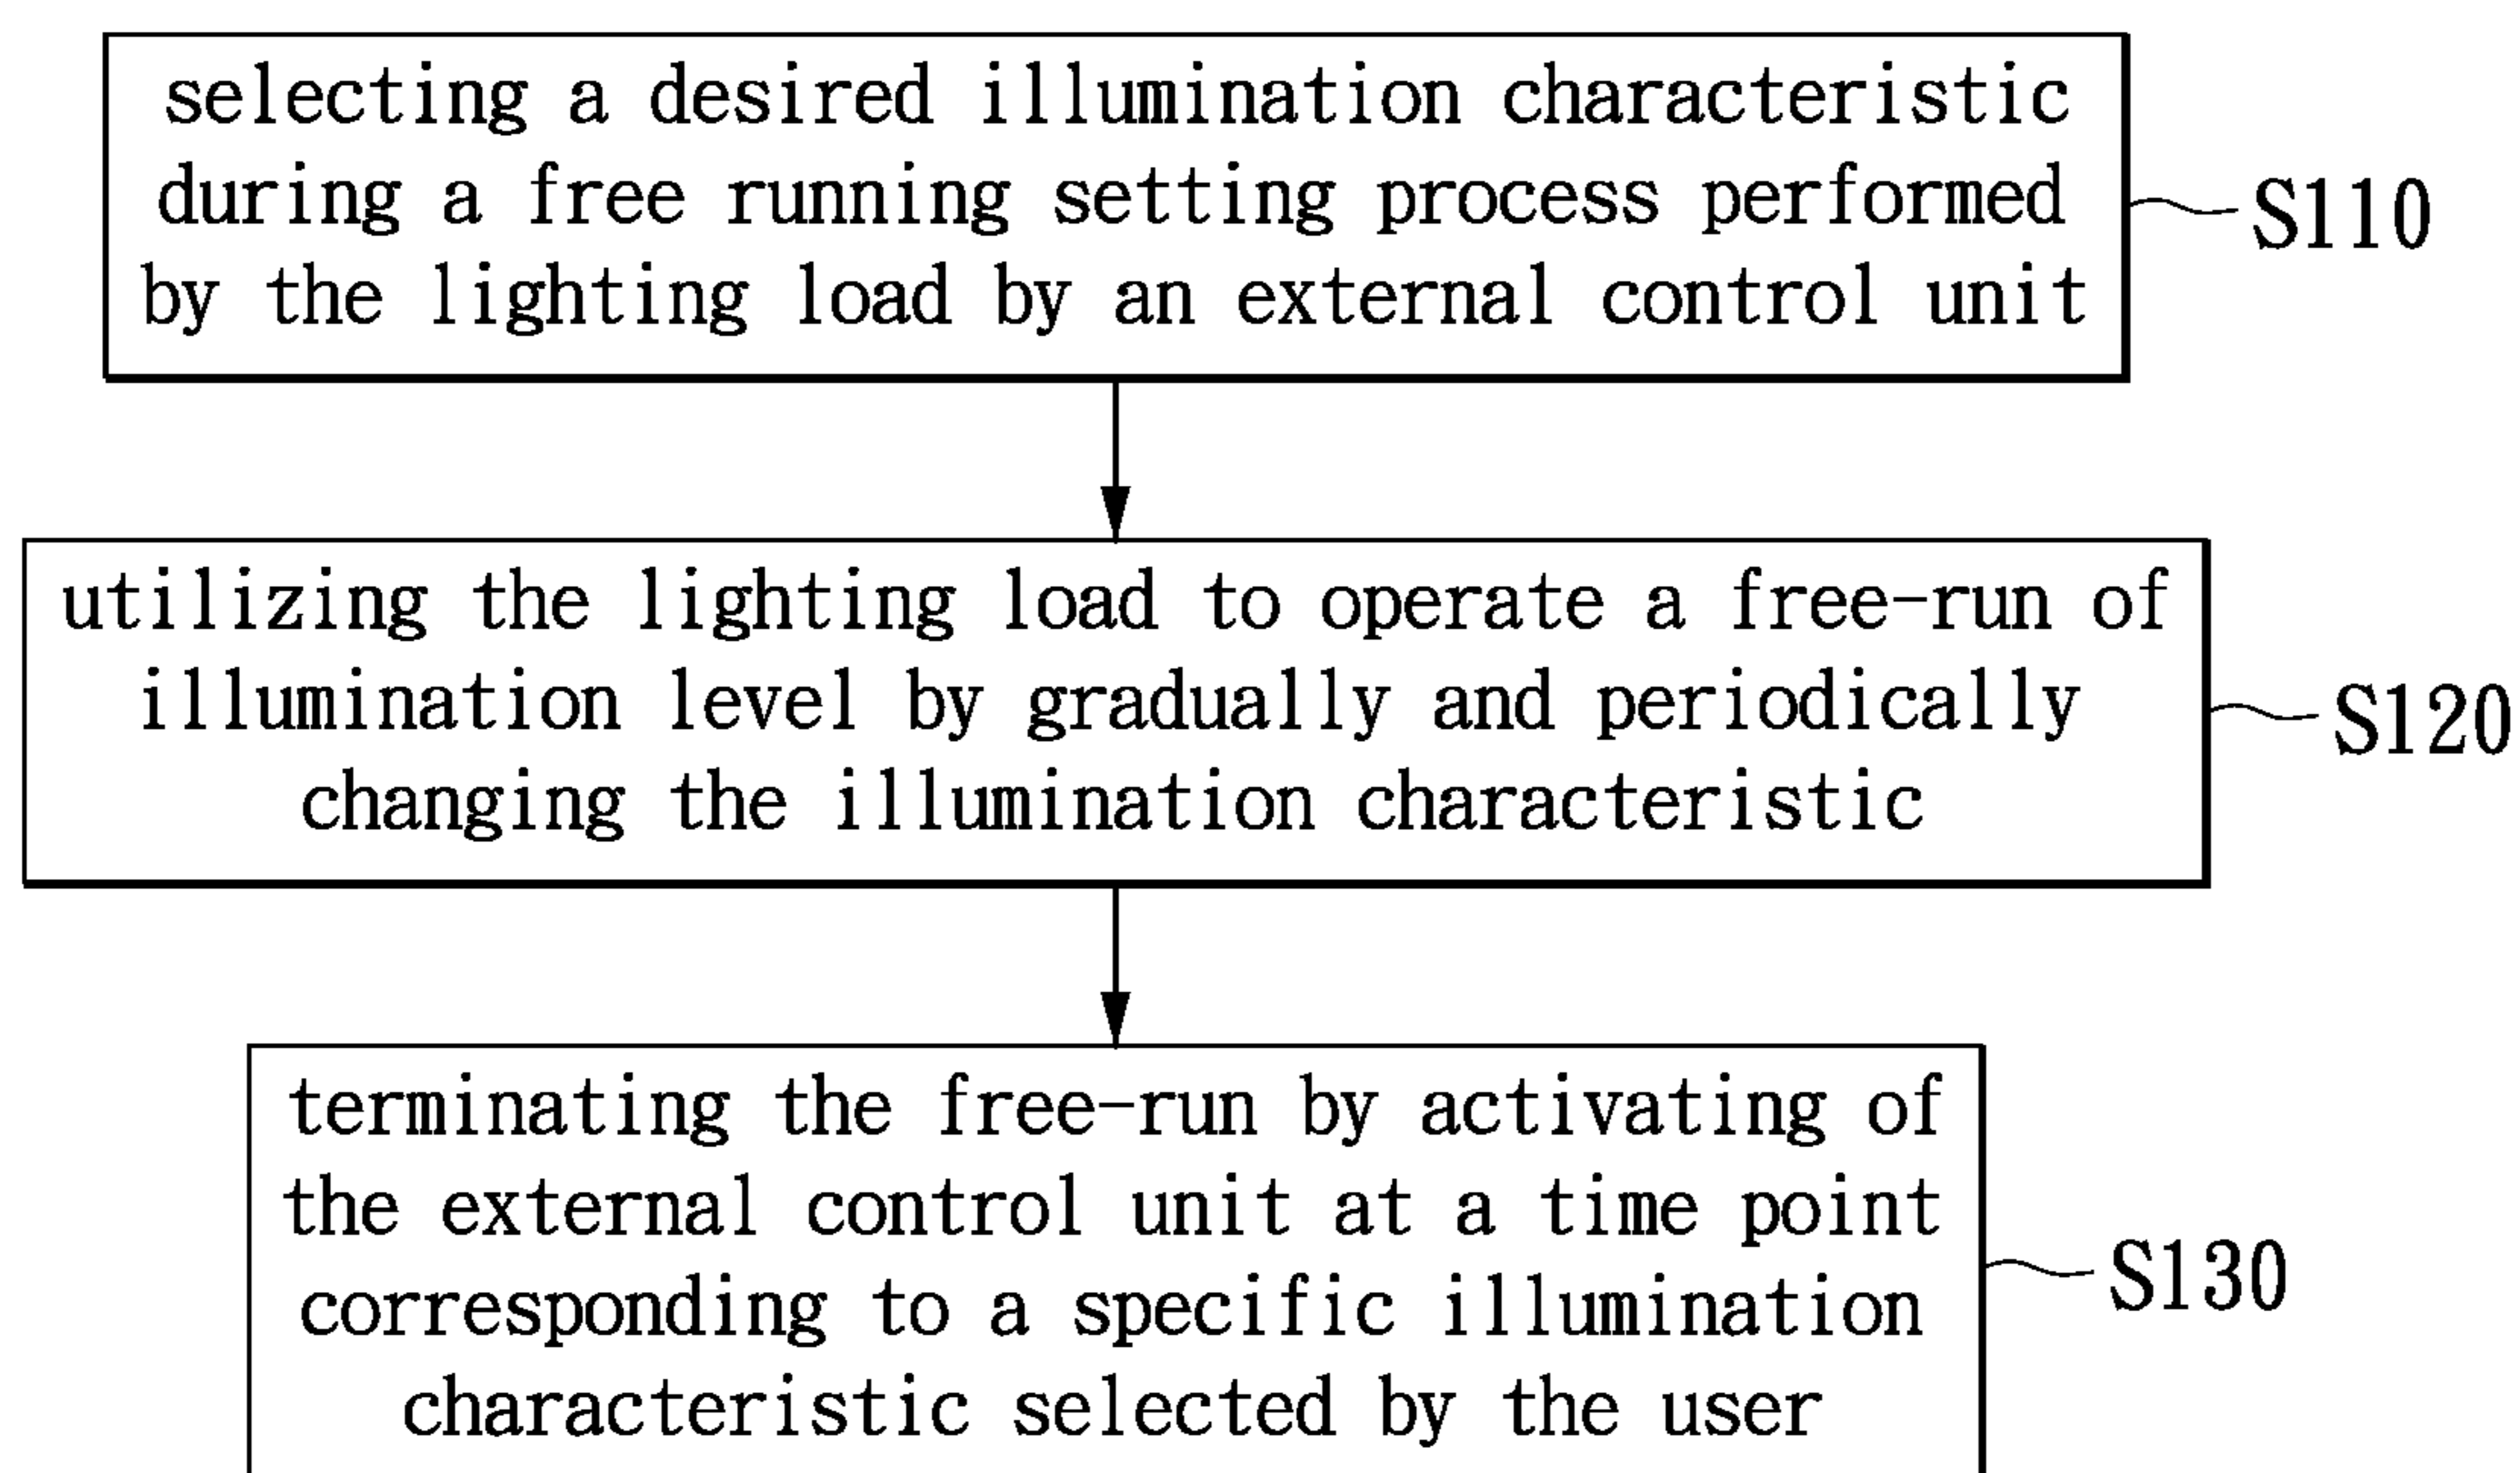 selecting a desired illumination characteristic
during a free running setting process performed
by the lighting load by an external control unit
S110
utilizing the lighting load to operate a free-run of
illumination level by gradually and periodically
changing the illumination characteristic
S120
terminating the free-run by activating of
the external control unit at a time point
corresponding to a specific illumination
characteristic selected by the user
S130